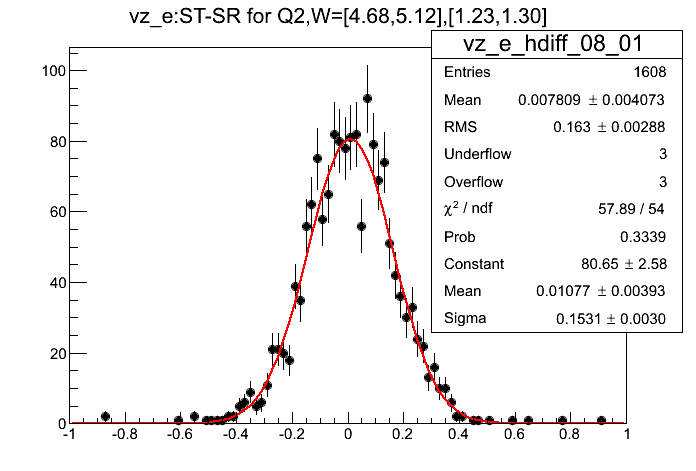 vz_e:ST-SR for Q2,W=[4.68,5.12],[1.23,1.30]
vz_e_hdiff_08_01
Entries 1608
Mean 0.007809 ± 0.004073
RMS 0.163 ± 0.00288
Underflow 3
Overflow 3
χ² / ndf 57.89 / 54
Prob 0.3339
Constant 80.65 ± 2.58
Mean 0.01077 ± 0.00393
Sigma 0.1531 ± 0.0030
100
80
60
40
20
0
-1 -0.8 -0.6 -0.4 -0.2 0 0.2 0.4 0.6 0.8 1